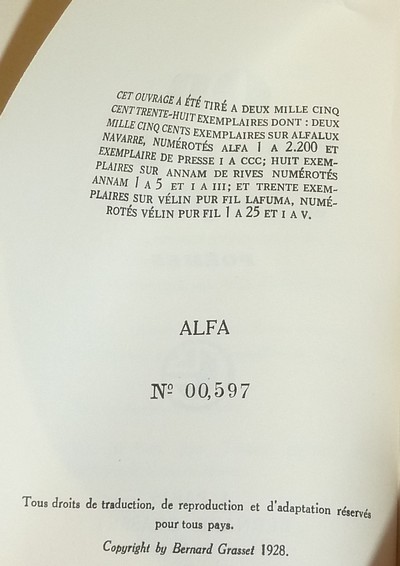 CET OUVRAGE A ÉTÉ TIRÉ A DEUX MILLE CINQ
CENT TRENTE-HUIT EXEMPLAIRES DONT : DEUX
MILLE CINQ CENTS EXEMPLAIRES SUR ALFALUX
NAVARRE, NUMÉROTÉS ALFA I A 2.200 ET
EXEMPLAIRE DE PRESSE I A CCC; HUIT EXEM-
PLAIRES SUR ANNAM DE RIVES NUMÉROTÉS
ANNAM I A 5 ET I A III; ET TRENTE EXEM-
PLAIRES SUR VÉLIN PUR FIL LAFUMA, NUMÉ-
ROTÉS VÉLIN PUR FIL I A 25 ET I A V.
ALFA
Nº 00,597
Tous droits de traduction, de reproduction et d'adaptation réservés
pour tous pays.
Copyright by Bernard Grasset 1928.